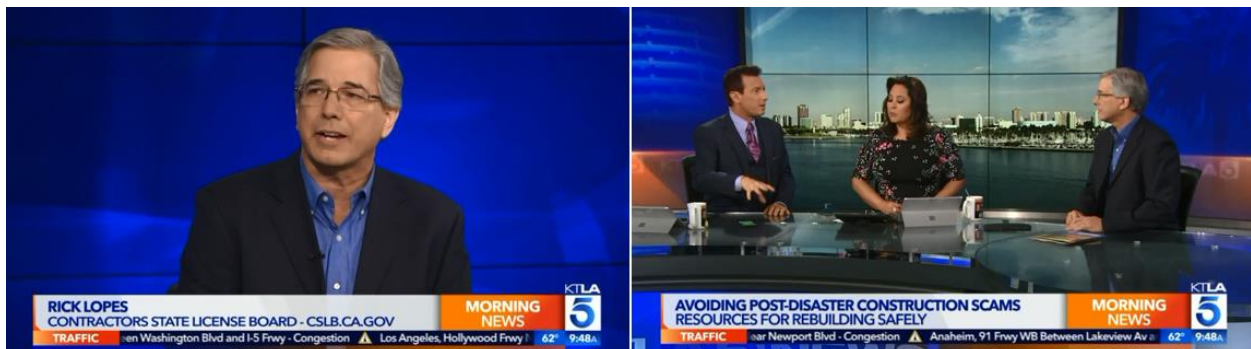 RICK LOPES
CONTRACTORS STATE LICENSE BOARD - CSLB.CA.GOV
MORNING
NEWS
KTLA
5
TRAFFIC
en Washington Blvd and I-5 Frwy - Congestion
Los Angeles, Hollywood Frwy
62°
9:48A
AVOIDING POST-DISASTER CONSTRUCTION SCAMS
RESOURCES FOR REBUILDING SAFELY
MORNING
NEWS
KTLA
5
TRAFFIC
ear Newport Blvd - Congestion
Anaheim, 91 Frwy WB Between Lakeview Av a
62°
9:48A